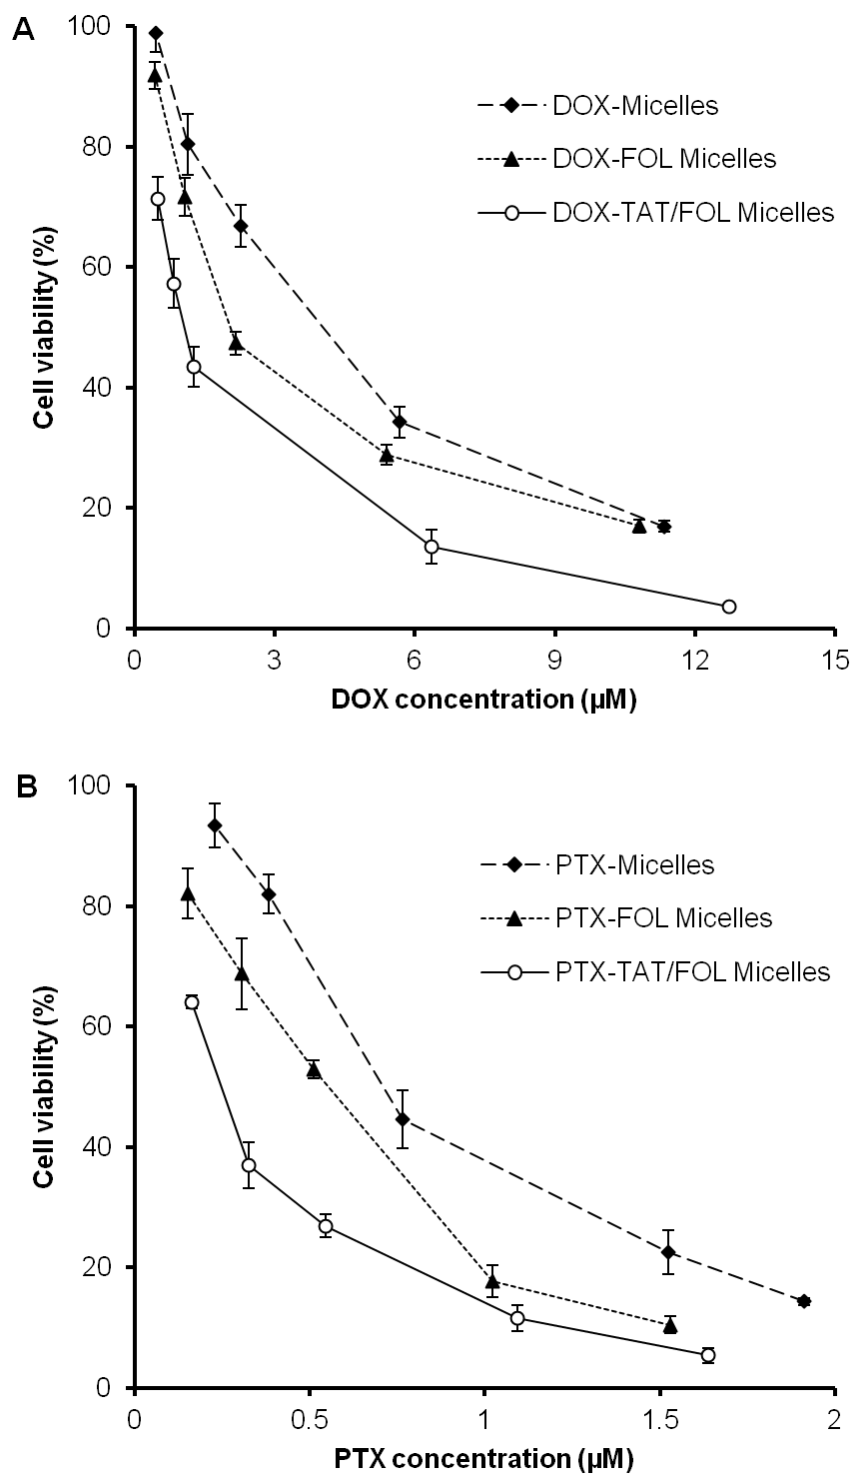 A
100
80
60
40
20
0
Cell viability (%)
DOX-Micelles
DOX-FOL Micelles
DOX-TAT/FOL Micelles
0 3 6 9 12 15
DOX concentration (µM)
B
100
80
60
40
20
0
Cell viability (%)
PTX-Micelles
PTX-FOL Micelles
PTX-TAT/FOL Micelles
0 0.5 1 1.5 2
PTX concentration (µM)